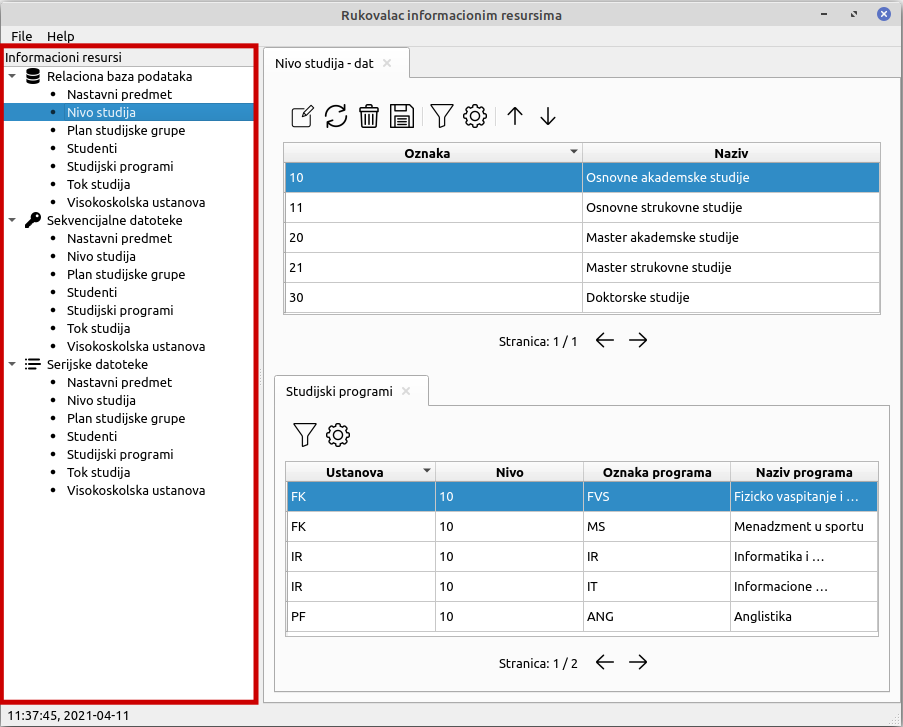 Rukovalac informacionim resursima
File Help
Informacioni resursi
Relaciona baza podataka
Nastavni predmet
Nivo studija
Plan studijske grupe
Studenti
Studijski programi
Tok studija
Visokoskolska ustanova
Sekvencijalne datoteke
Nastavni predmet
Nivo studija
Plan studijske grupe
Studenti
Studijski programi
Tok studija
Visokoskolska ustanova
Serijske datoteke
Nastavni predmet
Nivo studija
Plan studijske grupe
Studenti
Studijski programi
Tok studija
Visokoskolska ustanova
Nivo studija - dat
Oznaka Naziv
10 Osnovne akademske studije
11 Osnovne strukovne studije
20 Master akademske studije
21 Master strukovne studije
30 Doktorske studije
Stranica: 1 / 1
Studijski programi
Ustanova Nivo Oznaka programa Naziv programa
FK 10 FVS Fizicko vaspitanje i ...
FK 10 MS Menadzment u sportu
IR 10 IR Informatika i ...
IR 10 IT Informacione ...
PF 10 ANG Anglistika
Stranica: 1 / 2
11:37:45, 2021-04-11